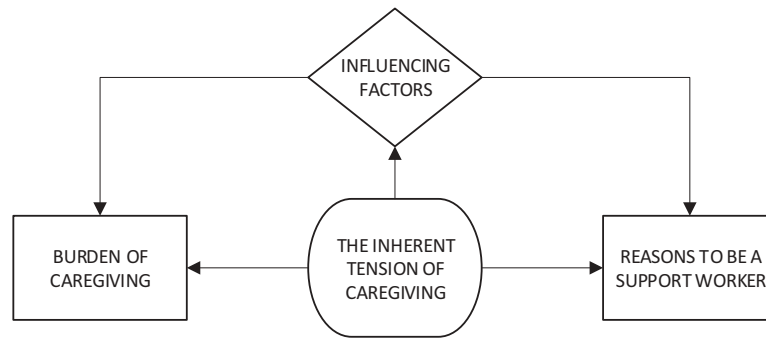 INFLUENCING
FACTORS
BURDEN OF
CAREGIVING
THE INHERENT
TENSION OF
CAREGIVING
REASONS TO BE A
SUPPORT WORKER